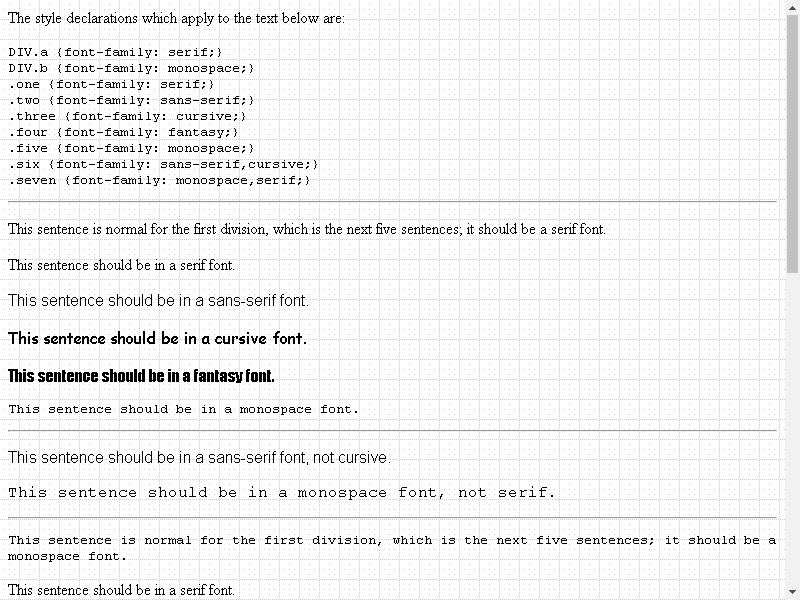 The style declarations which apply to the text below are:
DIV.a {font-family: serif;}
DIV.b {font-family: monospace;}
.one {font-family: serif;}
.two {font-family: sans-serif;}
.three {font-family: cursive;}
.four {font-family: fantasy;}
.five {font-family: monospace;}
.six {font-family: sans-serif,cursive;}
.seven {font-family: monospace,serif;}
This sentence is normal for the first division, which is the next five sentences; it should be a serif font.
This sentence should be in a serif font.
This sentence should be in a sans-serif font.
This sentence should be in a cursive font.
This sentence should be in a fantasy font.
This sentence should be in a monospace font.
This sentence should be in a sans-serif font, not cursive.
This sentence should be in a monospace font, not serif.
This sentence is normal for the first division, which is the next five sentences; it should be a
monospace font.
This sentence should be in a serif font.